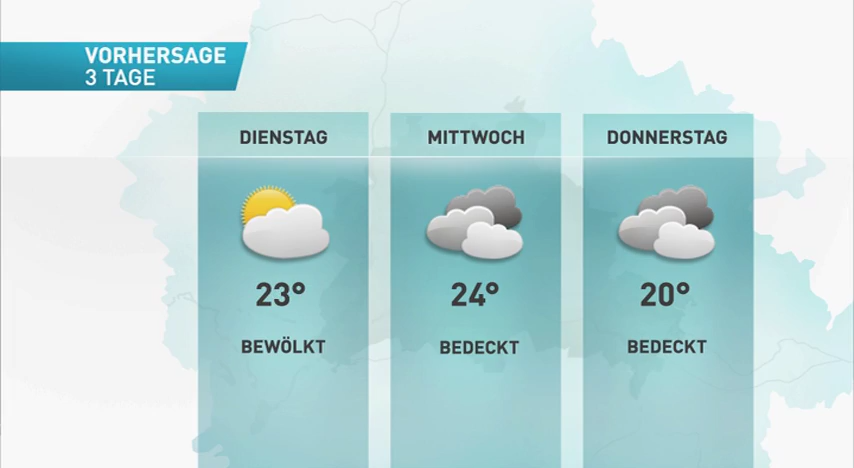 VORHERSAGE
3 TAGE
DIENSTAG
23°
BEWÖLKT
MITTWOCH
24°
BEDECKT
DONNERSTAG
20°
BEDECKT